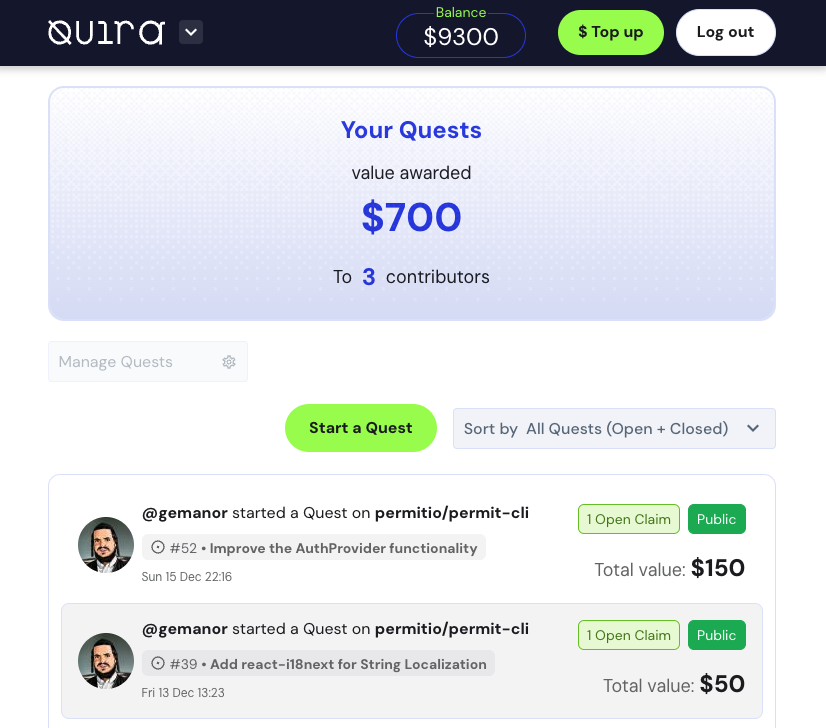 Quira
Balance
$9300
$ Top up
Log out
Your Quests
value awarded
$700
To 3 contributors
Manage Quests
Start a Quest
Sort by All Quests (Open + Closed)
@gemanor started a Quest on permitio/permit-cli
1 Open Claim
Public
#52 • Improve the AuthProvider functionality
Sun 15 Dec 22:16
Total value: $150
@gemanor started a Quest on permitio/permit-cli
1 Open Claim
Public
#39 • Add react-i18next for String Localization
Fri 13 Dec 13:23
Total value: $50